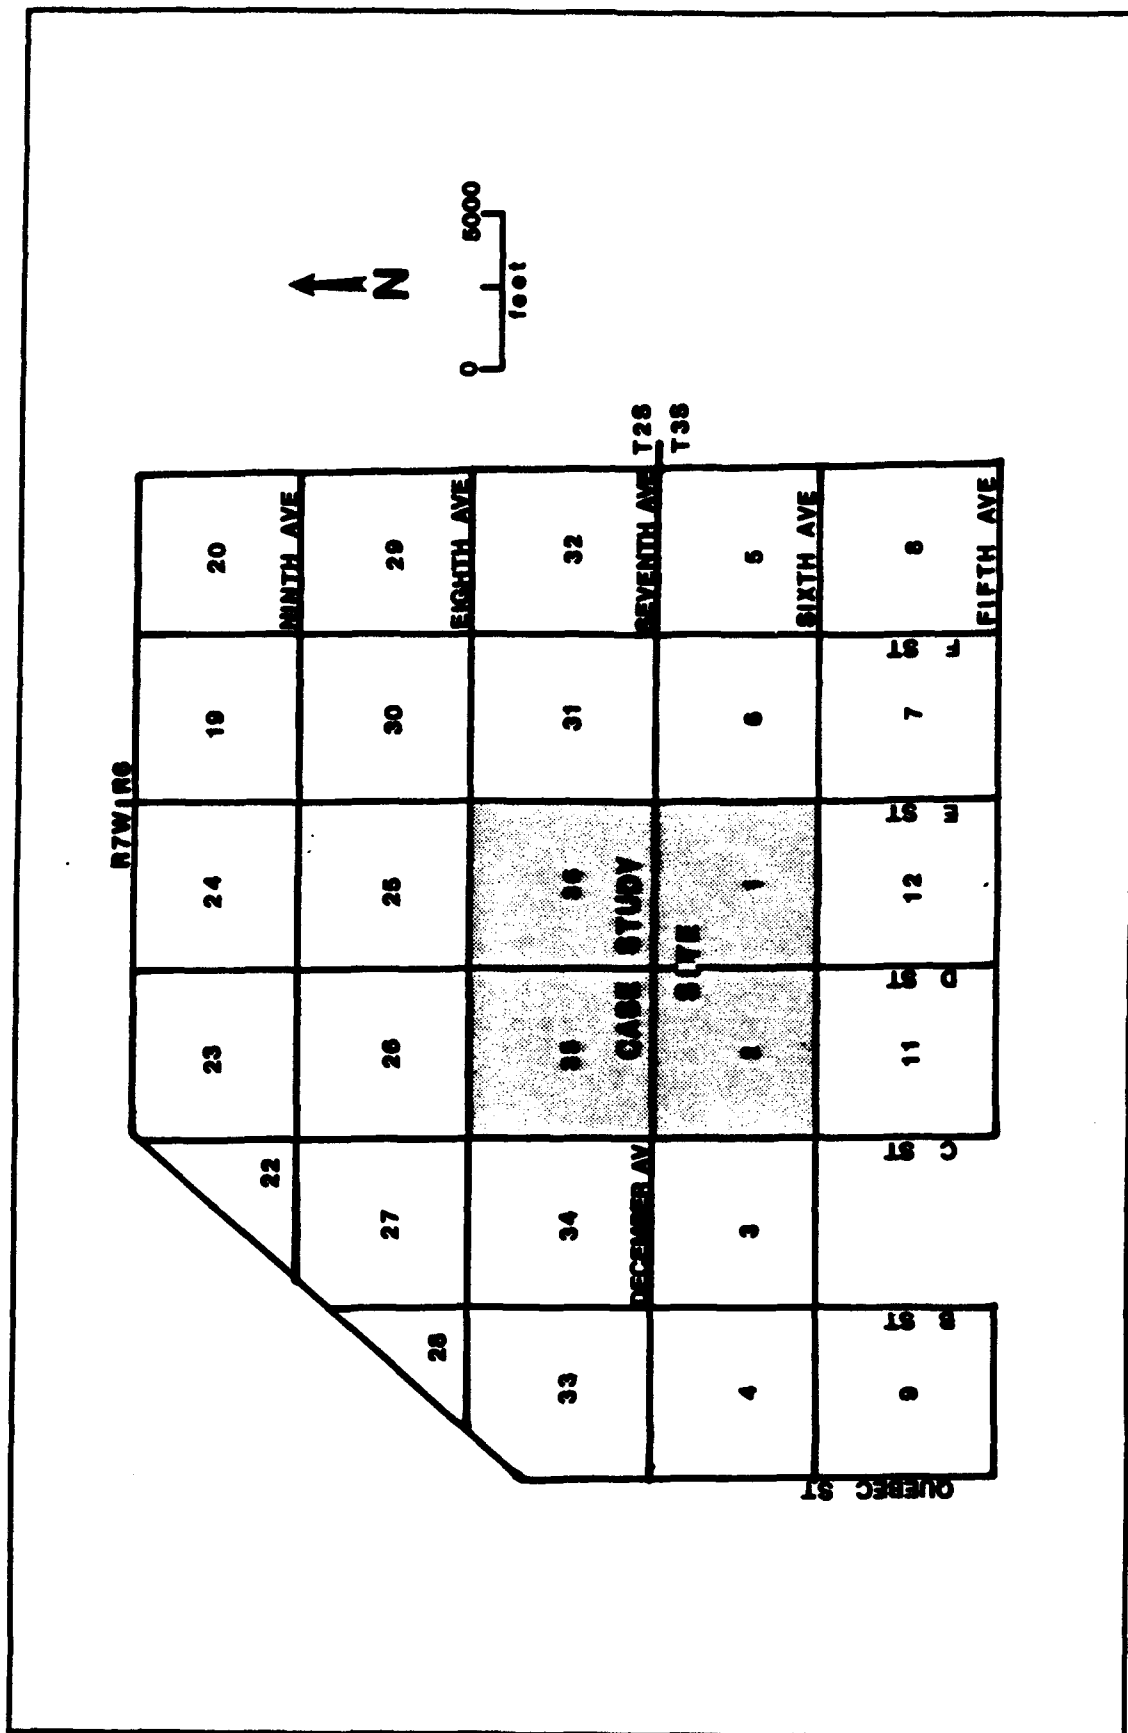 R7W R6
23 24 19 20
22
NINTH AVE
N
27 26 25 30 29
28
EIGHTH AVE
0 5000
feet
33 34 35 36 31 32
CASE STUDY
DECEMBER AV
SEVENTH AVE T2S
T3S
SITE
4 3 2 1 6 5
SIXTH AVE
9 11 12 7 8
QUEBEC ST
B ST
C ST
D ST
E ST
F ST
FIFTH AVE